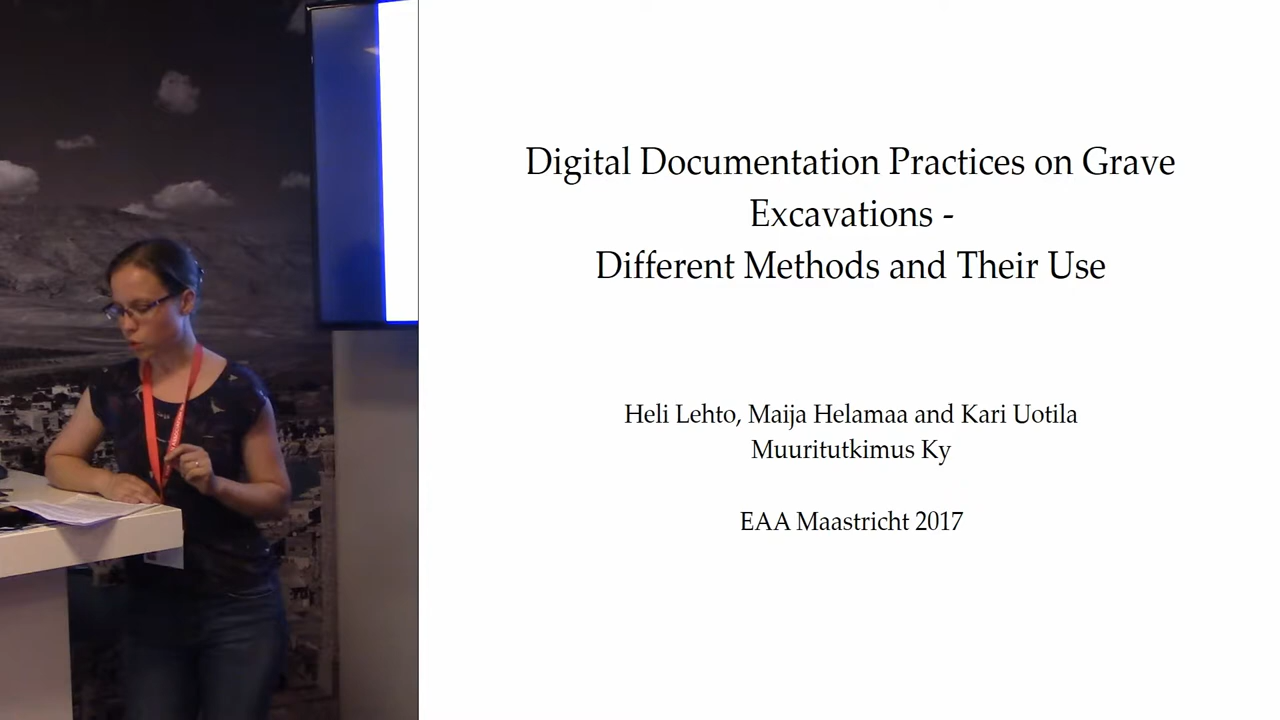 Digital Documentation Practices on Grave
Excavations -
Different Methods and Their Use
Heli Lehto, Maija Helamaa and Kari Uotila
Muuritutkimus Ky
EAA Maastricht 2017